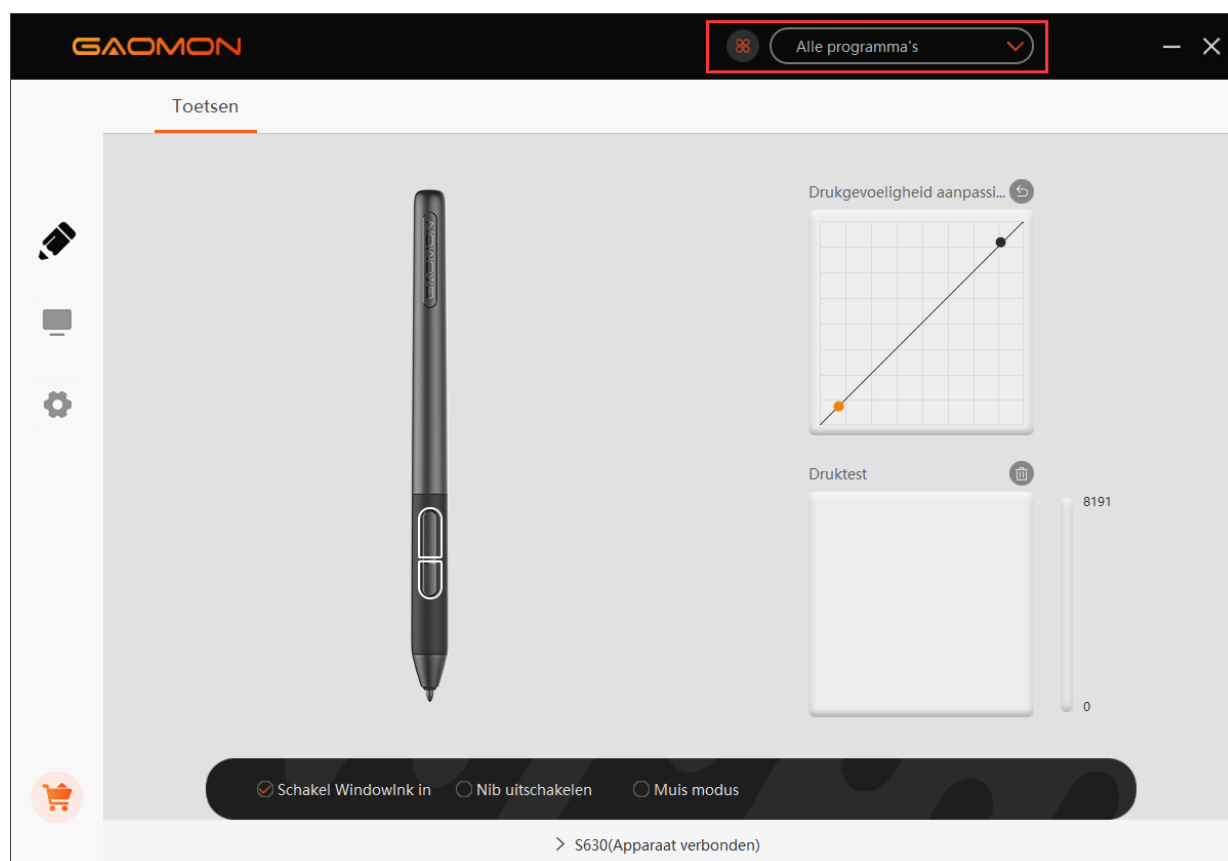 GAOMON
Alle programma's
Toetsen
GAOMON
Drukgevoeligheid aanpassi...
Druktest
8191
0
Schakel WindowInk in
Nib uitschakelen
Muis modus
S630(Apparaat verbonden)